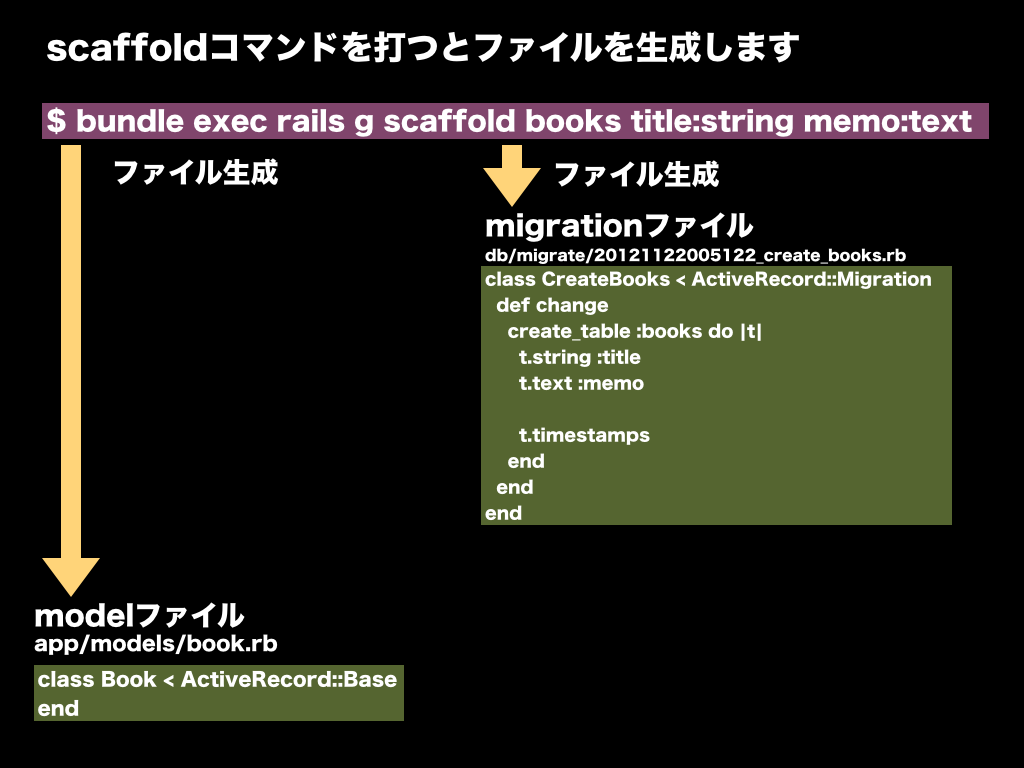 scaffoldコマンドを打つとファイルを生成します
$ bundle exec rails g scaffold books title:string memo:text
ファイル生成
ファイル生成
migrationファイル
db/migrate/20121122005122_create_books.rb
class CreateBooks < ActiveRecord::Migration
  def change
    create_table :books do |t|
      t.string :title
      t.text :memo
      t.timestamps
    end
  end
end
modelファイル
app/models/book.rb
class Book < ActiveRecord::Base
end